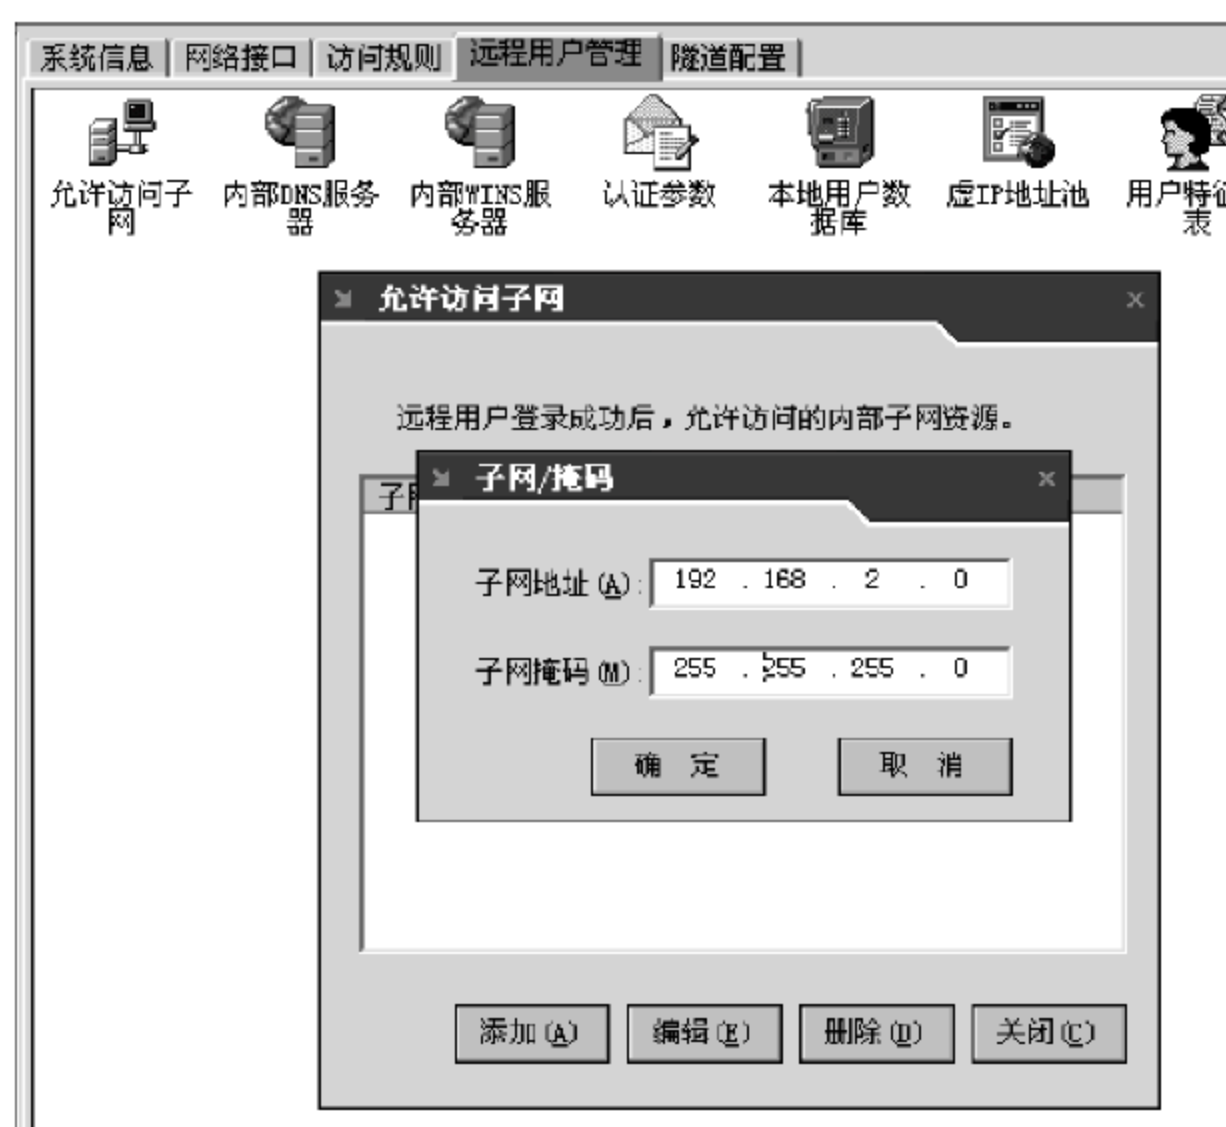 系统信息 网络接口 访问规则 远程用户管理 隧道配置
允许访问子网 内部DNS服务器 内部WINS服务器 认证参数 本地用户数据库 虚IP地址池 用户特征表
允许访问子网
远程用户登录成功后，允许访问的内部子网资源。
子网/掩码
子网地址(A): 192 . 168 . 2 . 0
子网掩码(M): 255 . 255 . 255 . 0
确 定 取 消
添加(A) 编辑(E) 删除(D) 关闭(C)